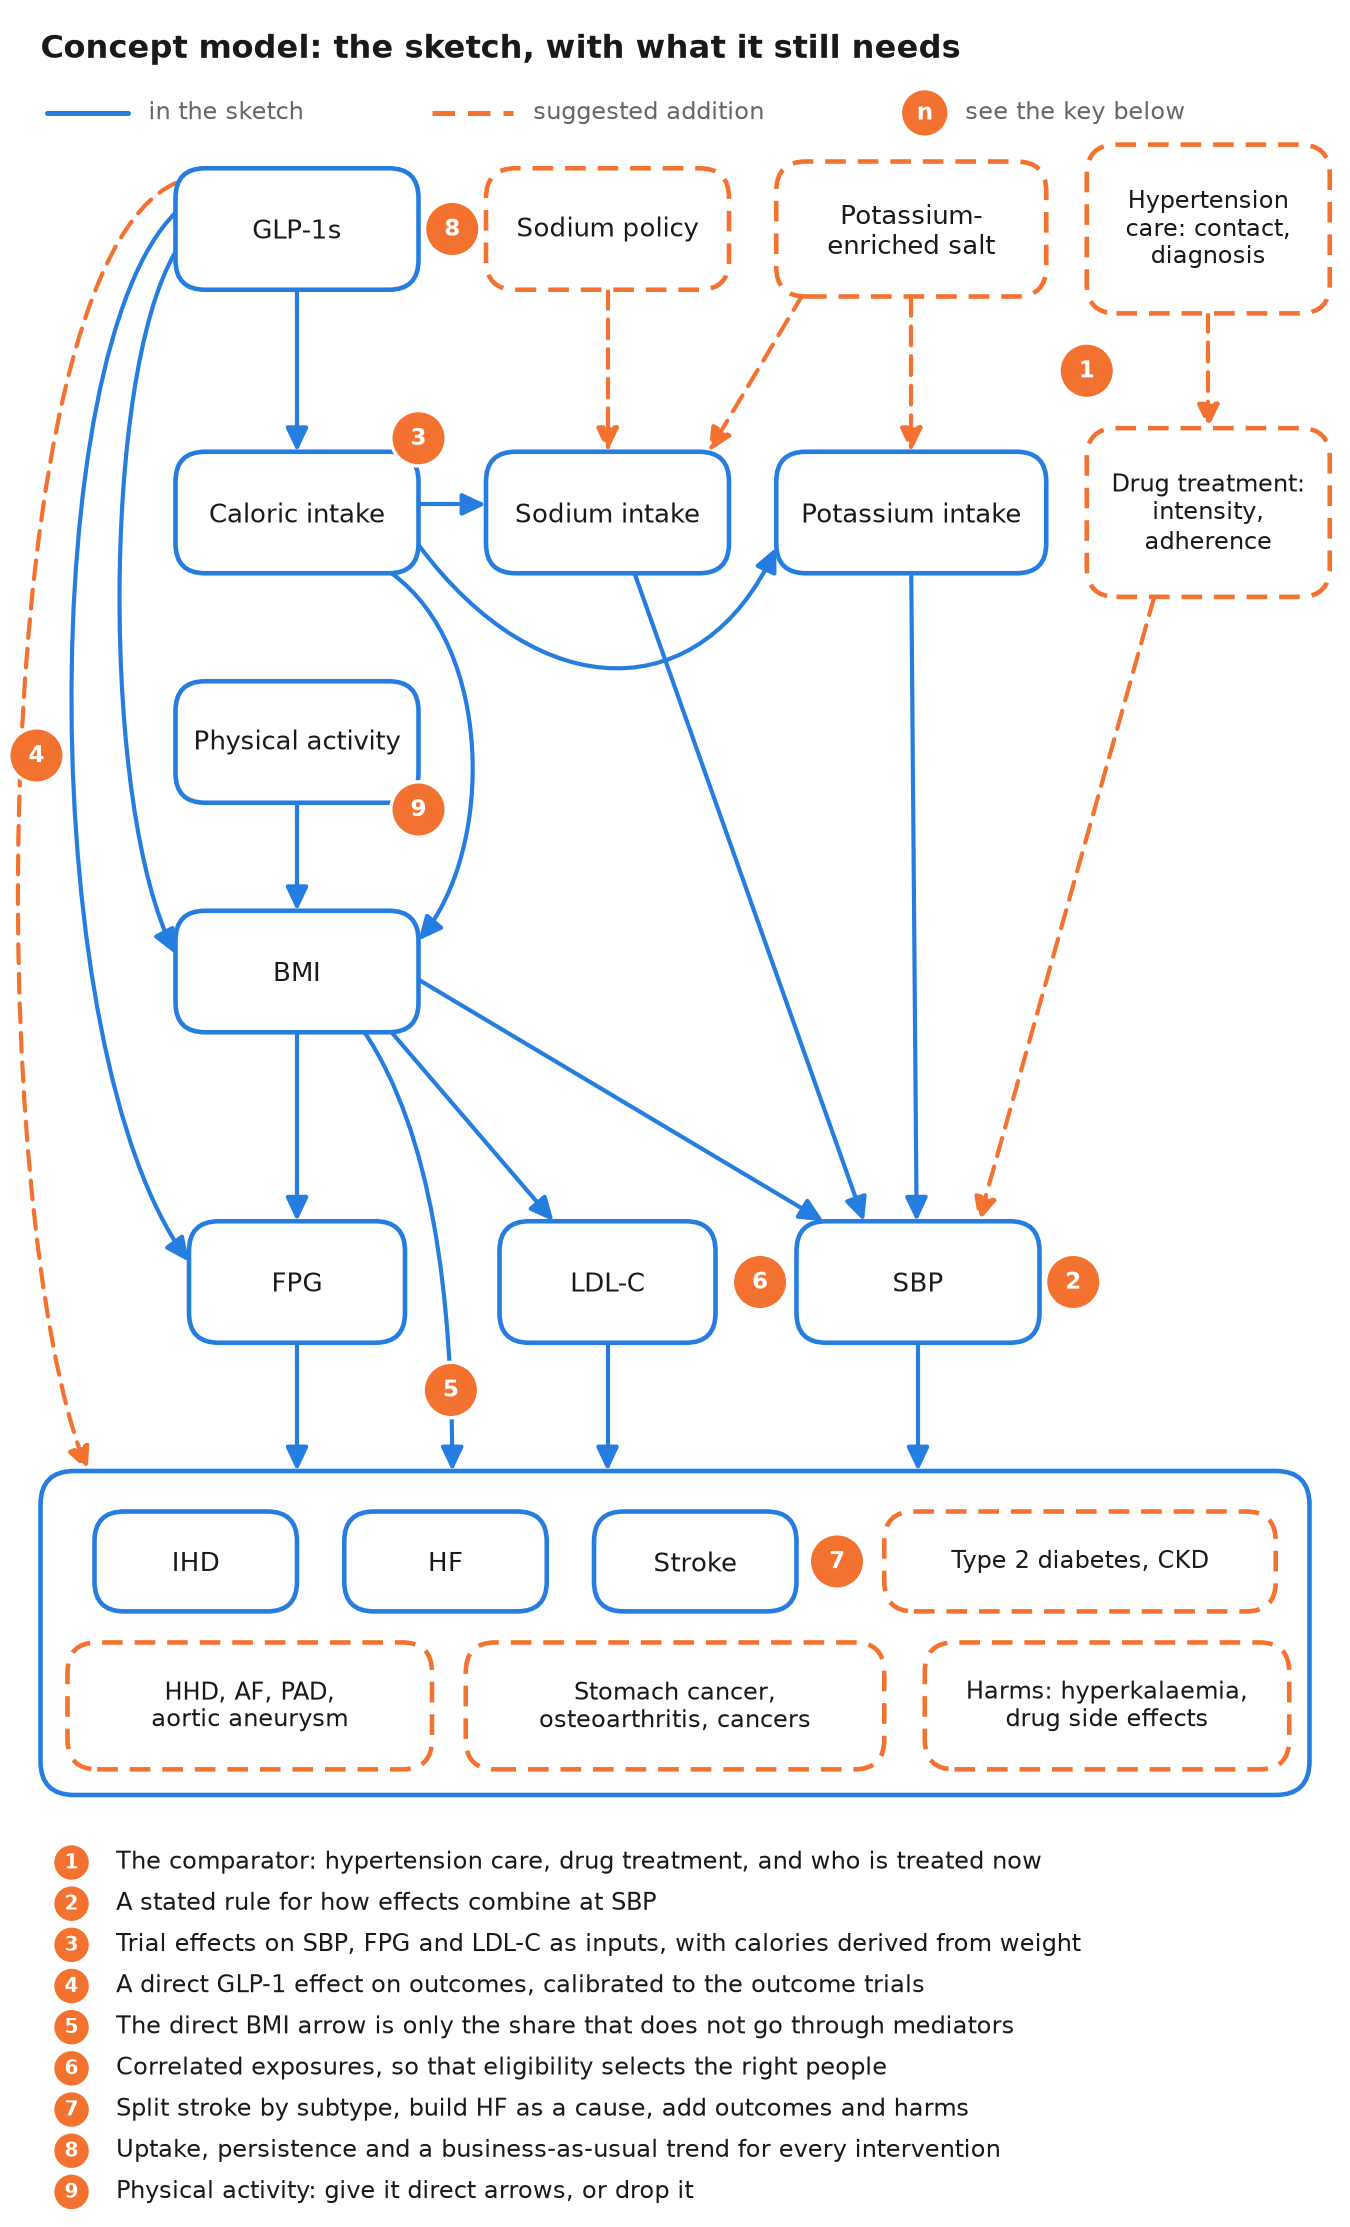 Concept model: the sketch, with what it still needs
in the sketch
suggested addition
n
see the key below
GLP-1s
8
Sodium policy
Potassium-
enriched salt
Hypertension
care: contact,
diagnosis
1
3
Caloric intake
Sodium intake
Potassium intake
Drug treatment:
intensity,
adherence
Physical activity
4
9
BMI
FPG
LDL-C
6
SBP
2
5
IHD
HF
Stroke
7
Type 2 diabetes, CKD
HHD, AF, PAD,
aortic aneurysm
Stomach cancer,
osteoarthritis, cancers
Harms: hyperkalaemia,
drug side effects
1 The comparator: hypertension care, drug treatment, and who is treated now
2 A stated rule for how effects combine at SBP
3 Trial effects on SBP, FPG and LDL-C as inputs, with calories derived from weight
4 A direct GLP-1 effect on outcomes, calibrated to the outcome trials
5 The direct BMI arrow is only the share that does not go through mediators
6 Correlated exposures, so that eligibility selects the right people
7 Split stroke by subtype, build HF as a cause, add outcomes and harms
8 Uptake, persistence and a business-as-usual trend for every intervention
9 Physical activity: give it direct arrows, or drop it